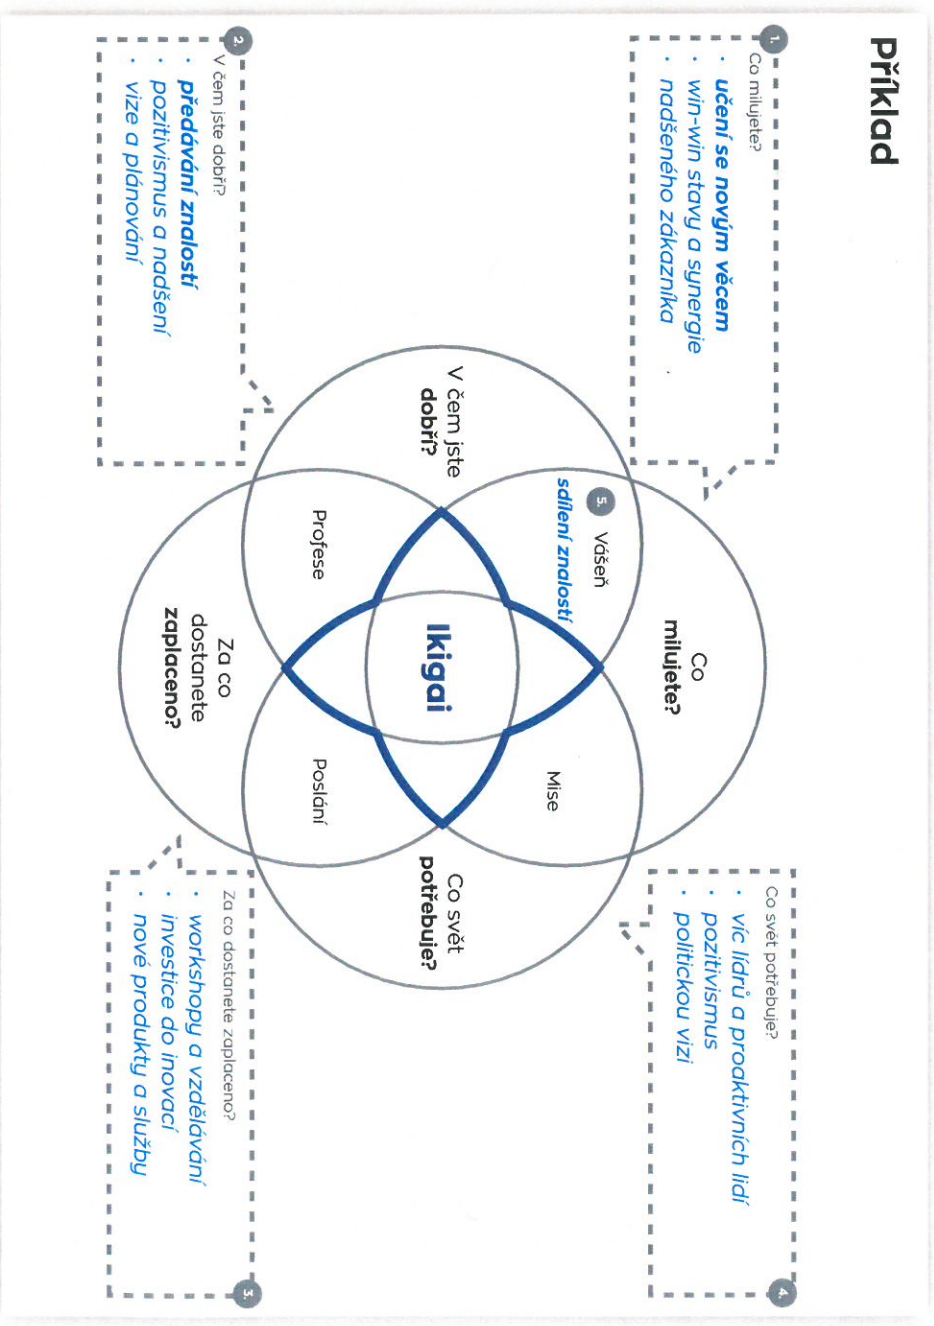 Příklad
1.
Co milujete?
• učení se novým věcem
• win-win stavy a synergie
• nadšeného zákazníka
2.
V čem jste dobří?
• předávání znalostí
• pozitivismus a nadšení
• vize a plánování
Co svět potřebuje?
4.
• víc lídrů a proaktivních lidí
• pozitivismus
• politickou vizi
Za co dostanete zaplaceno?
3.
• workshopy a vzdělávání
• investice do inovací
• nové produkty a služby
Co
milujete?
5.
Vášeň
sdílení znalostí
Mise
V čem jste
dobří?
Ikigai
Co svět
potřebuje?
Profese
Poslání
Za co
dostanete
zaplaceno?